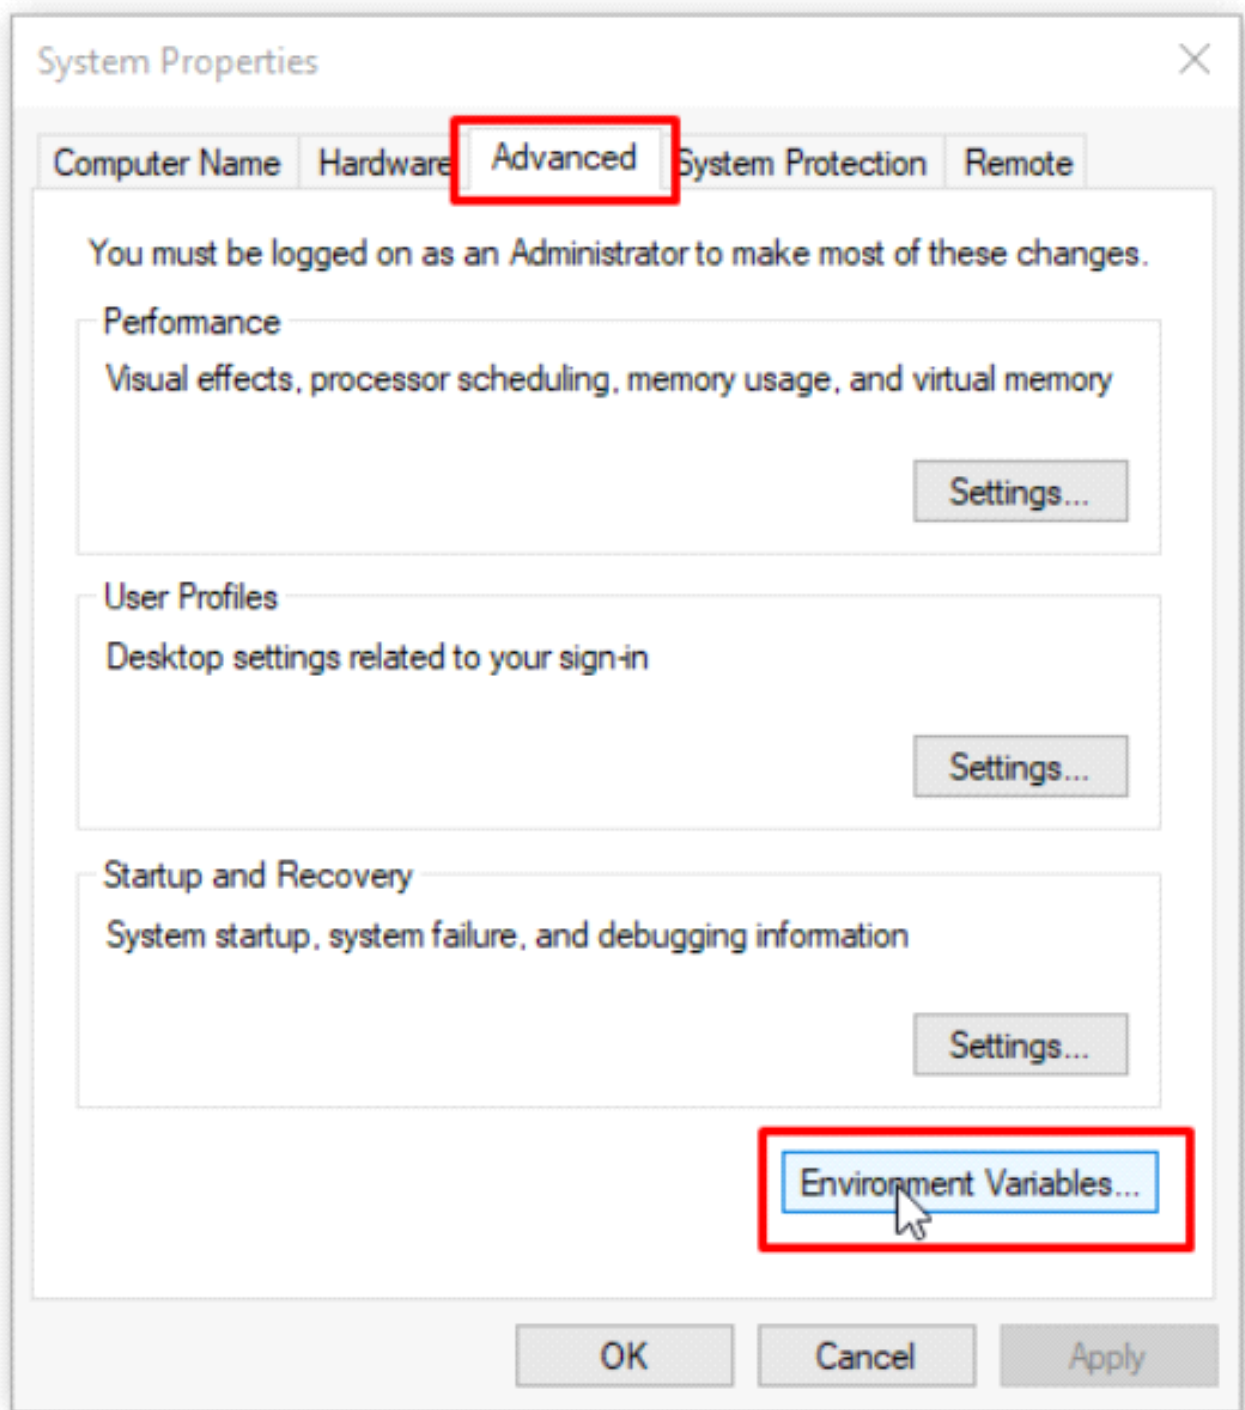 System Properties
Computer Name Hardware Advanced System Protection Remote
You must be logged on as an Administrator to make most of these changes.
Performance
Visual effects, processor scheduling, memory usage, and virtual memory
Settings...
User Profiles
Desktop settings related to your sign-in
Settings...
Startup and Recovery
System startup, system failure, and debugging information
Settings...
Environment Variables...
OK Cancel Apply